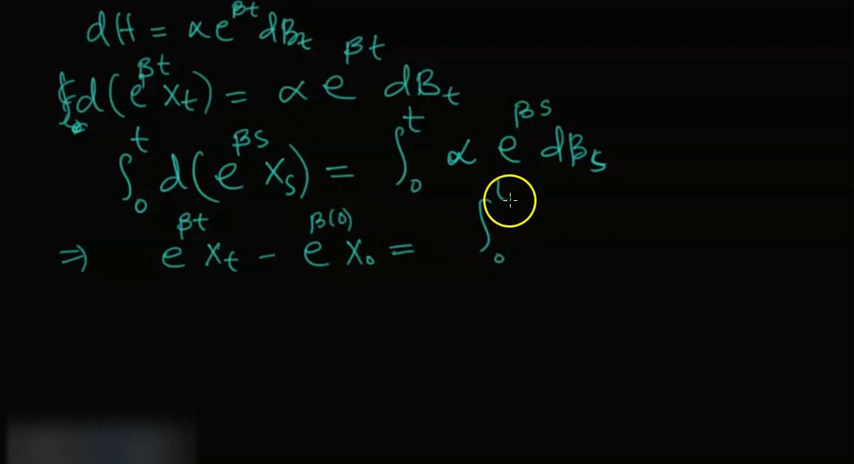 dH = αe^{βt} dB_t
d(e^{βt} X_t) = α e^{βt} dB_t
∫_0^t d(e^{βs} X_s) = ∫_0^t α e^{βs} dB_s
⇒ e^{βt} X_t - e^{β(0)} X_0 = ∫_0